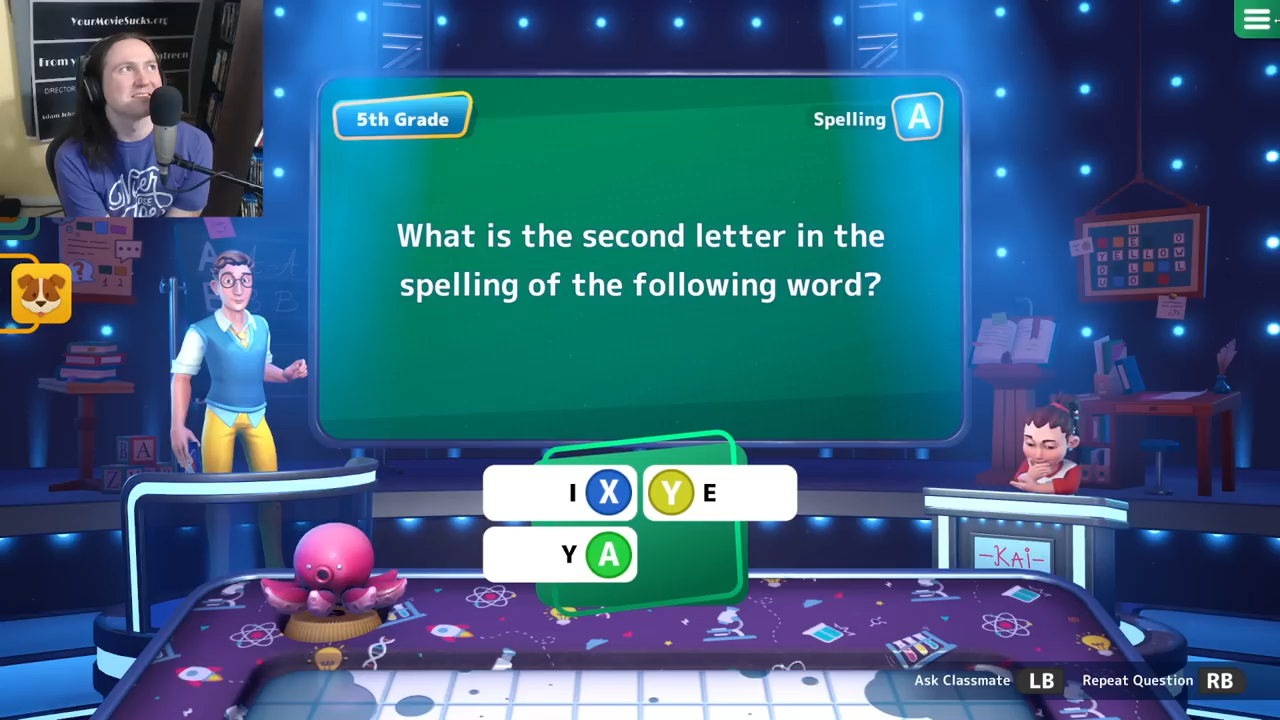 YourMovieSucks.org
From y
DIRECTOR
5th Grade
Spelling A
What is the second letter in the
spelling of the following word?
I X Y E
Y A
-KAI-
Ask Classmate LB Repeat Question RB